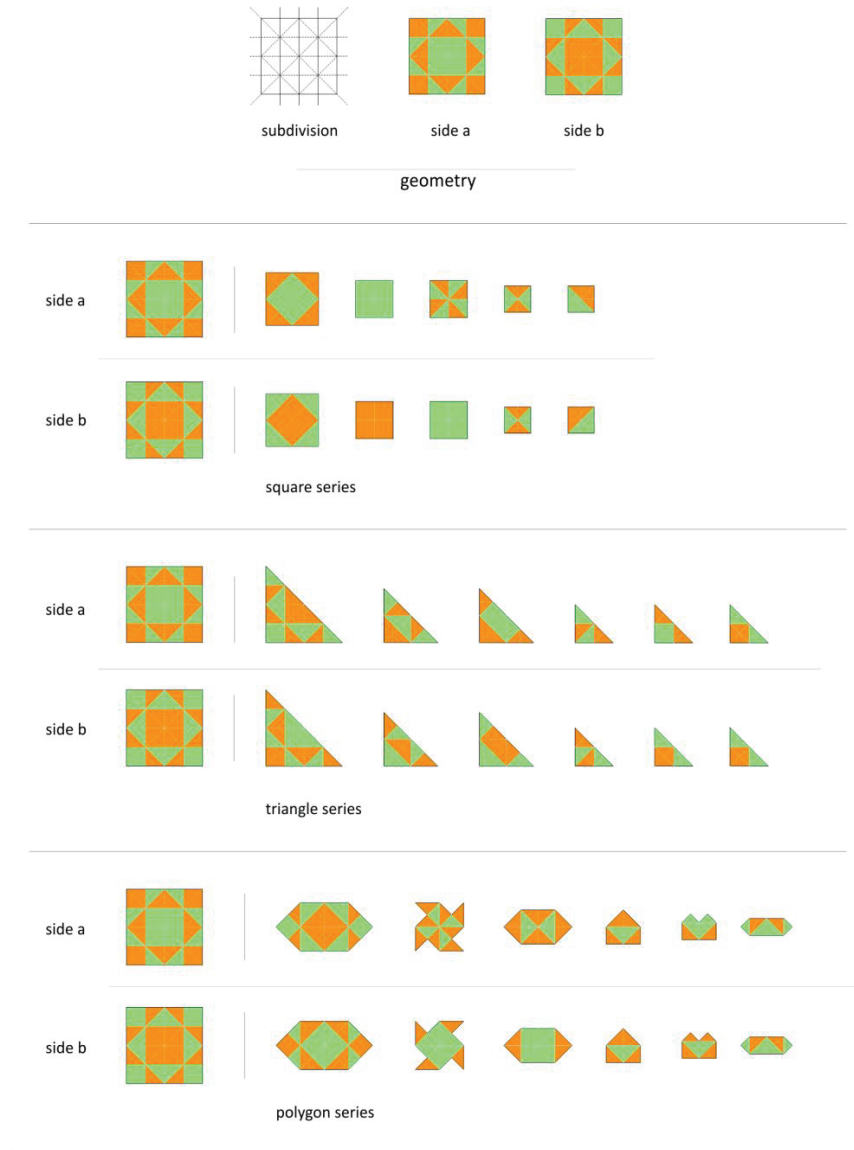 subdivision
side a
side b
geometry
side a
side b
square series
side a
side b
triangle series
side a
side b
polygon series